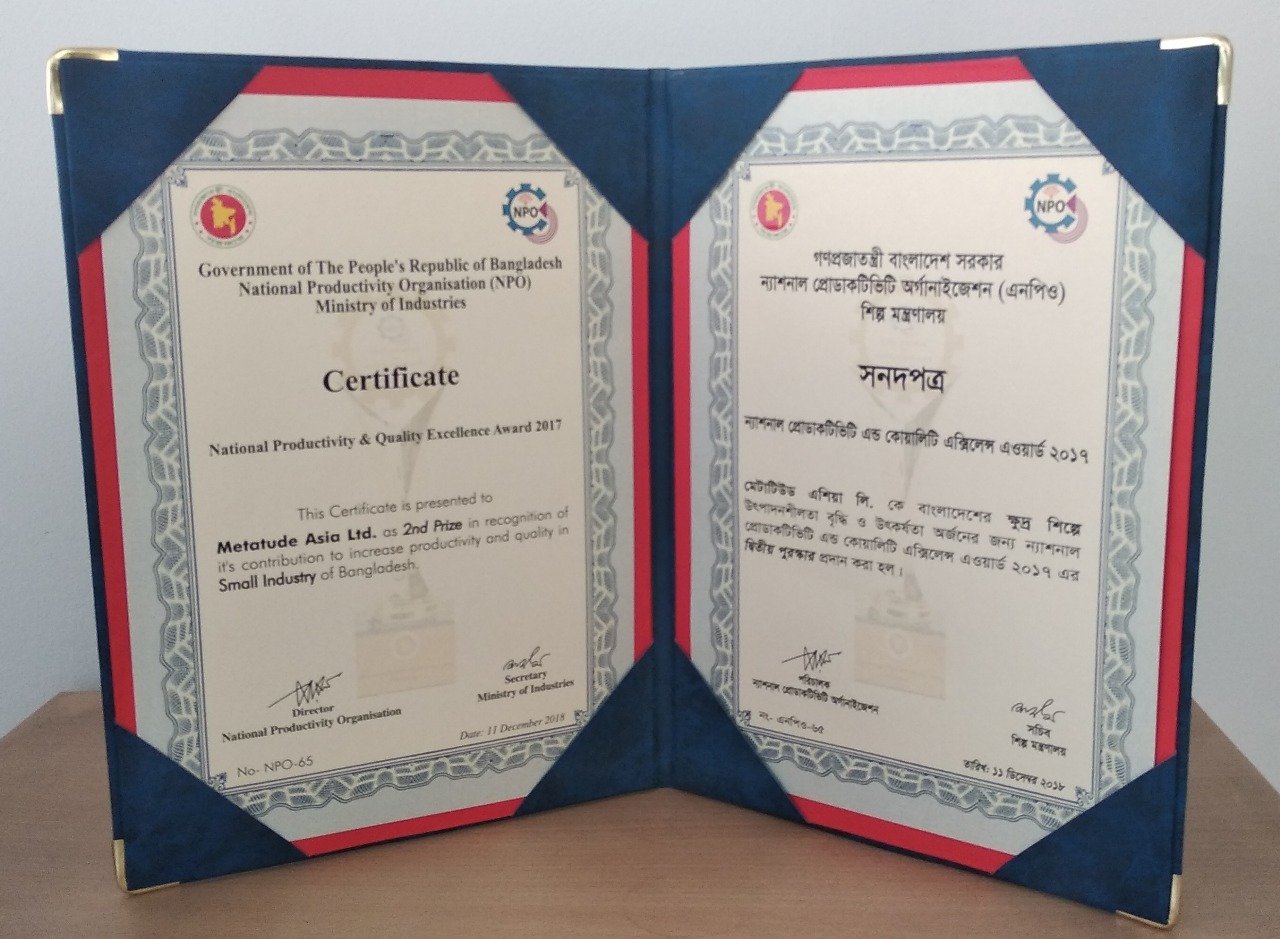 NPO
Government of The People's Republic of Bangladesh
National Productivity Organisation (NPO)
Ministry of Industries
Certificate
National Productivity & Quality Excellence Award 2017
This Certificate is presented to
Metatude Asia Ltd. as 2nd Prize in recognition of
it's contribution to increase productivity and quality in
Small Industry of Bangladesh.
Director
National Productivity Organisation
Secretary
Ministry of Industries
Date: 11 December 2018
No- NPO-65
NPO
গণপ্রজাতন্ত্রী বাংলাদেশ সরকার
ন্যাশনাল প্রোডাকটিভিটি অর্গানাইজেশন (এনপিও)
শিল্প মন্ত্রণালয়
সনদপত্র
ন্যাশনাল প্রোডাকটিভিটি এন্ড কোয়ালিটি এক্সিলেন্স এওয়ার্ড ২০১৭
মেটাটিউড এশিয়া লি. কে বাংলাদেশের ক্ষুদ্র শিল্পে
উৎপাদনশীলতা বৃদ্ধি ও উৎকর্ষতা অর্জনের জন্য ন্যাশনাল
প্রোডাকটিভিটি এন্ড কোয়ালিটি এক্সিলেন্স এওয়ার্ড ২০১৭ এর
দ্বিতীয় পুরস্কার প্রদান করা হল।
পরিচালক
ন্যাশনাল প্রোডাকটিভিটি অর্গানাইজেশন
নং- এনপিও-৬৫
সচিব
শিল্প মন্ত্রণালয়
তারিখ: ১১ ডিসেম্বর ২০১৮